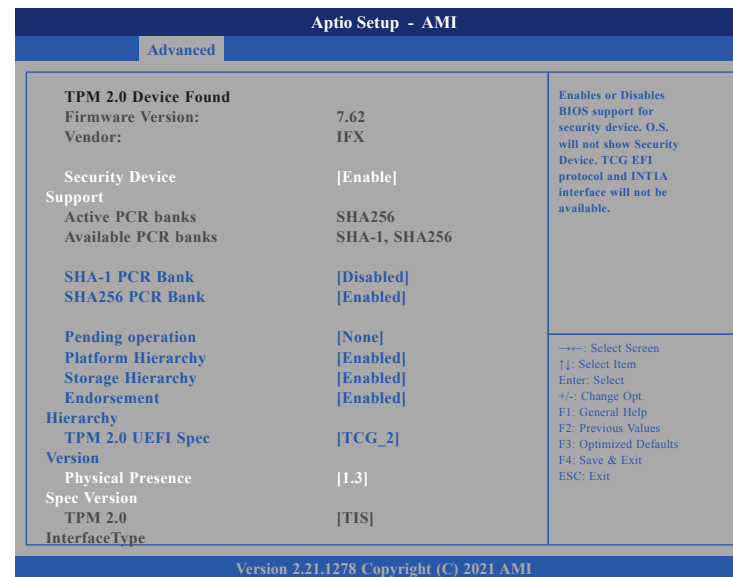 Aptio Setup - AMI
Advanced
TPM 2.0 Device Found
Firmware Version: 7.62
Vendor: IFX
Security Device [Enable]
Support
Active PCR banks SHA256
Available PCR banks SHA-1, SHA256
SHA-1 PCR Bank [Disabled]
SHA256 PCR Bank [Enabled]
Pending operation [None]
Platform Hierarchy [Enabled]
Storage Hierarchy [Enabled]
Endorsement [Enabled]
Hierarchy
TPM 2.0 UEFI Spec [TCG_2]
Version
Physical Presence [1.3]
Spec Version
TPM 2.0 [TIS]
InterfaceType
Enables or Disables
BIOS support for
security device. O.S.
will not show Security
Device. TCG EFI
protocol and INT1A
interface will not be
available.
→←: Select Screen
↑↓: Select Item
Enter: Select
+/-: Change Opt.
F1: General Help
F2: Previous Values
F3: Optimized Defaults
F4: Save & Exit
ESC: Exit
Version 2.21.1278 Copyright (C) 2021 AMI